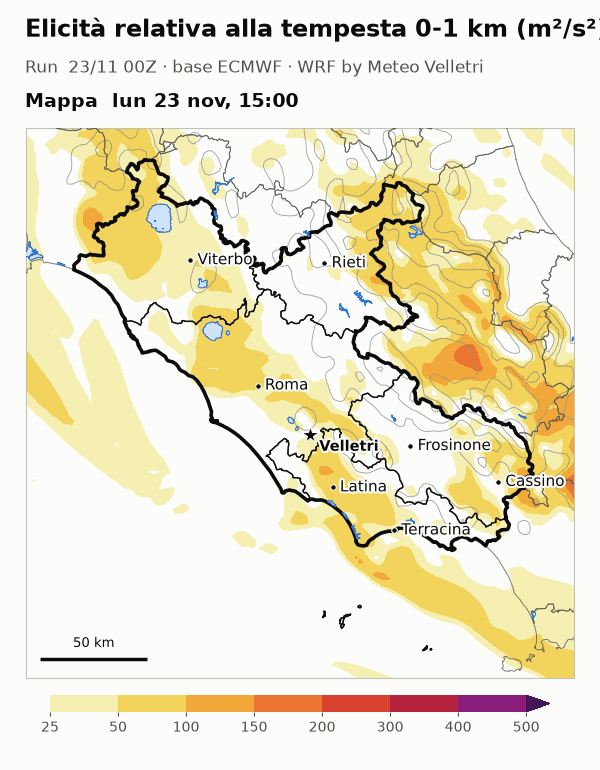 Elicità relativa alla tempesta 0-1 km (m²/s²)
Run 23/11 00Z · base ECMWF · WRF by Meteo Velletri
Mappa lun 23 nov, 15:00
Viterbo
Rieti
Roma
Velletri
Frosinone
Latina
Cassino
Terracina
50 km
25 50 100 150 200 300 400 500